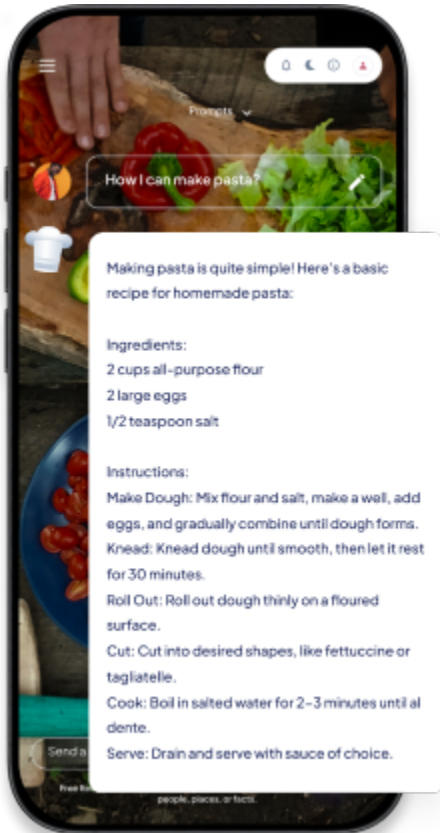 Prompts
How I can make pasta?
Making pasta is quite simple! Here's a basic
recipe for homemade pasta:
Ingredients:
2 cups all-purpose flour
2 large eggs
1/2 teaspoon salt
Instructions:
Make Dough: Mix flour and salt, make a well, add
eggs, and gradually combine until dough forms.
Knead: Knead dough until smooth, then let it rest
for 30 minutes.
Roll Out: Roll out dough thinly on a floured
surface.
Cut: Cut into desired shapes, like fettuccine or
tagliatelle.
Cook: Boil in salted water for 2–3 minutes until al
dente.
Serve: Drain and serve with sauce of choice.
Send a
Free
people, places, or facts.